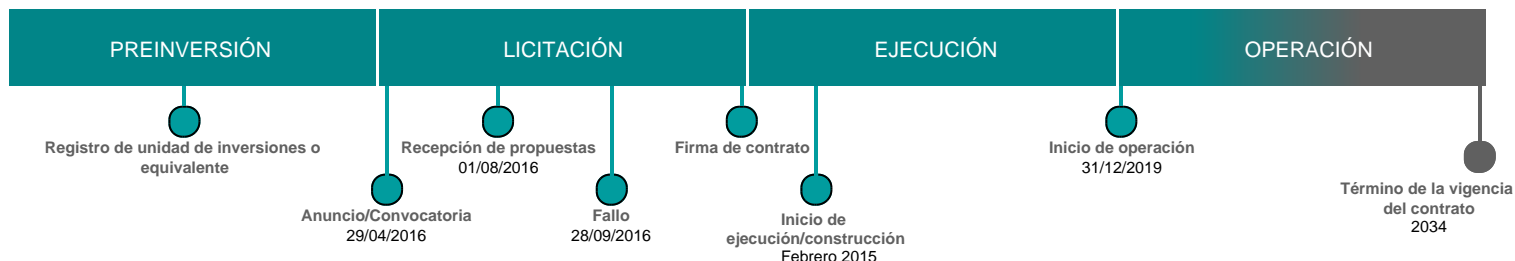 PREINVERSIÓN
LICITACIÓN
EJECUCIÓN
OPERACIÓN
Registro de unidad de inversiones o
equivalente
Anuncio/Convocatoria
29/04/2016
Recepción de propuestas
01/08/2016
Fallo
28/09/2016
Firma de contrato
Inicio de
ejecución/construcción
Febrero 2015
Inicio de operación
31/12/2019
Término de la vigencia
del contrato
2034